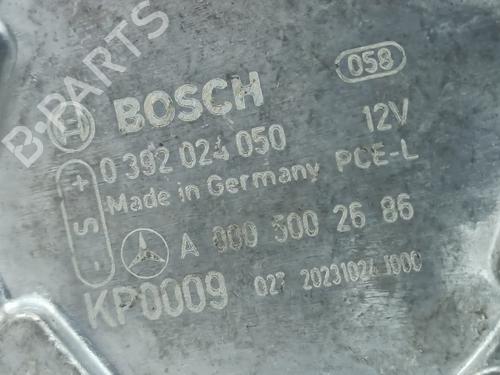 B-PARTS
058
BOSCH
12V
0 392 024 050
PCE-L
Made in Germany
+ S -
A 000 500 26 86
KP0009
027 20231024 J000